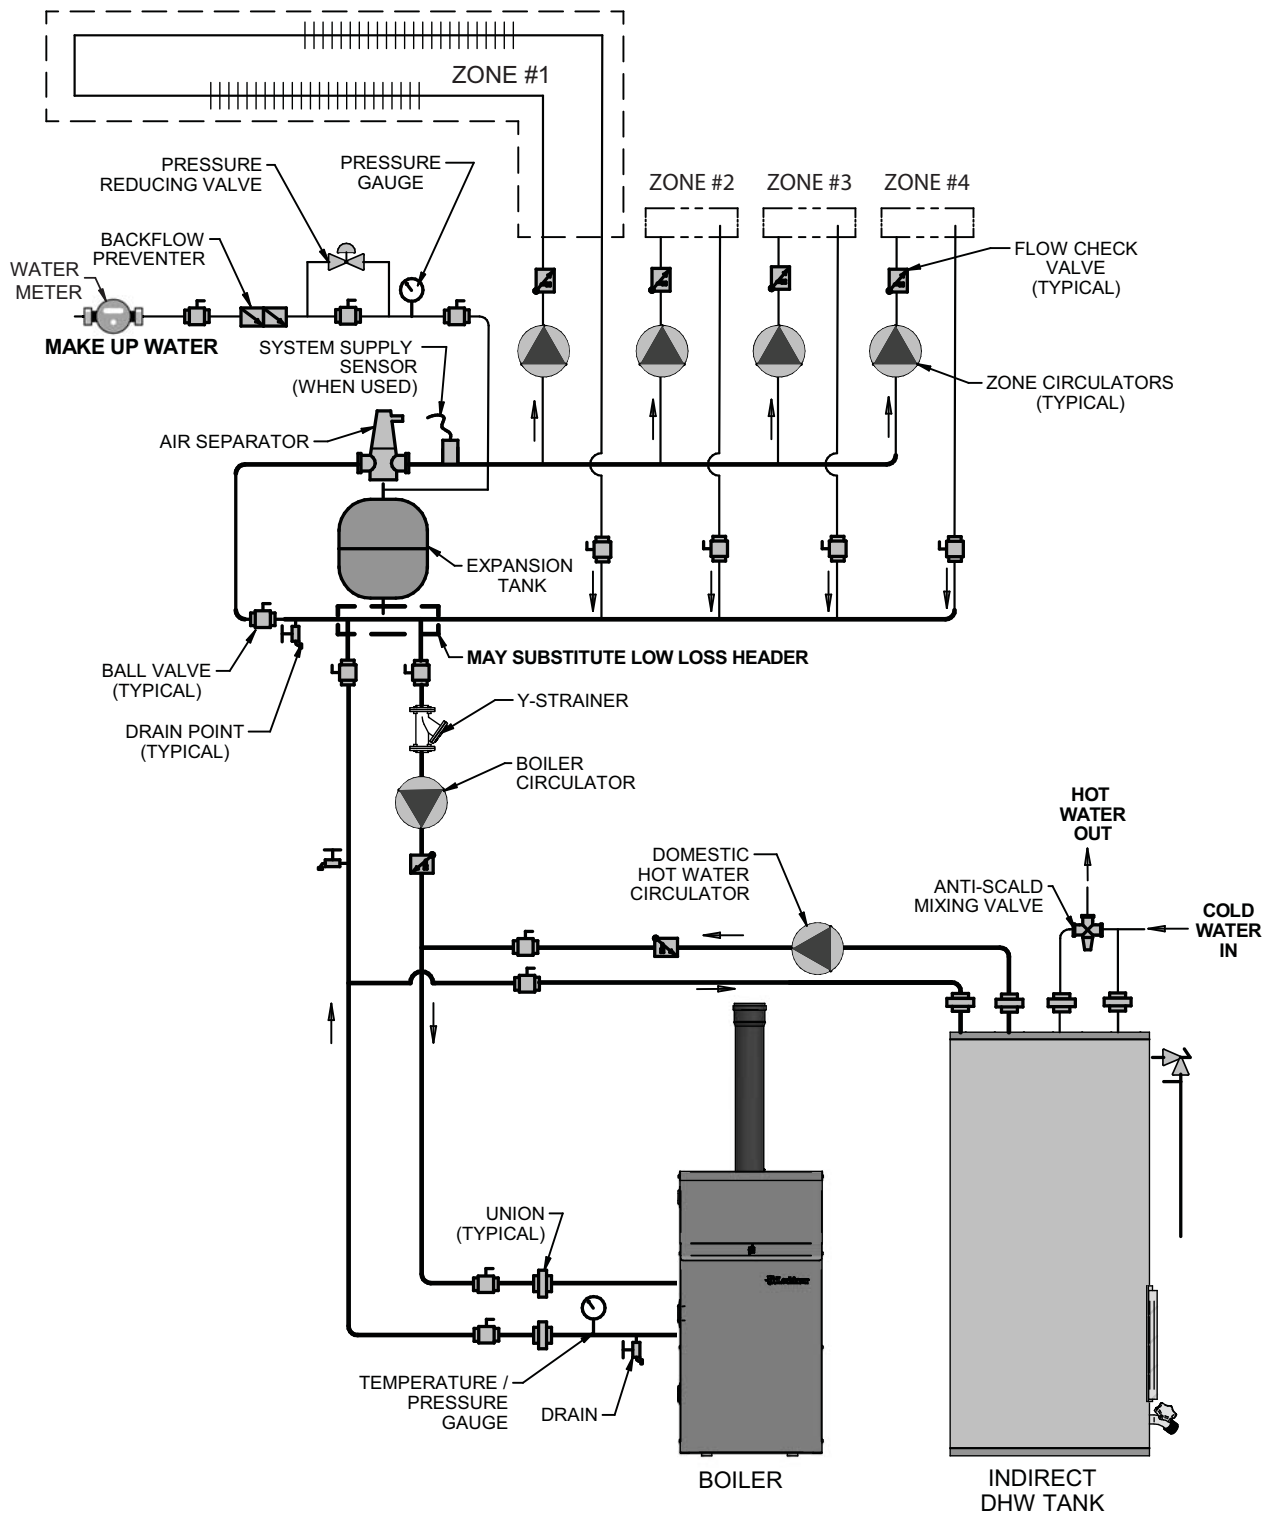 ZONE #1
PRESSURE
REDUCING VALVE
PRESSURE
GAUGE
ZONE #2
ZONE #3
ZONE #4
BACKFLOW
PREVENTER
FLOW CHECK
VALVE
(TYPICAL)
WATER
METER
MAKE UP WATER
SYSTEM SUPPLY
SENSOR
(WHEN USED)
ZONE CIRCULATORS
(TYPICAL)
AIR SEPARATOR
EXPANSION
TANK
MAY SUBSTITUTE LOW LOSS HEADER
BALL VALVE
(TYPICAL)
Y-STRAINER
DRAIN POINT
(TYPICAL)
BOILER
CIRCULATOR
HOT
WATER
OUT
DOMESTIC
HOT WATER
CIRCULATOR
ANTI-SCALD
MIXING VALVE
COLD
WATER
IN
UNION
(TYPICAL)
TEMPERATURE /
PRESSURE
GAUGE
DRAIN
BOILER
INDIRECT
DHW TANK